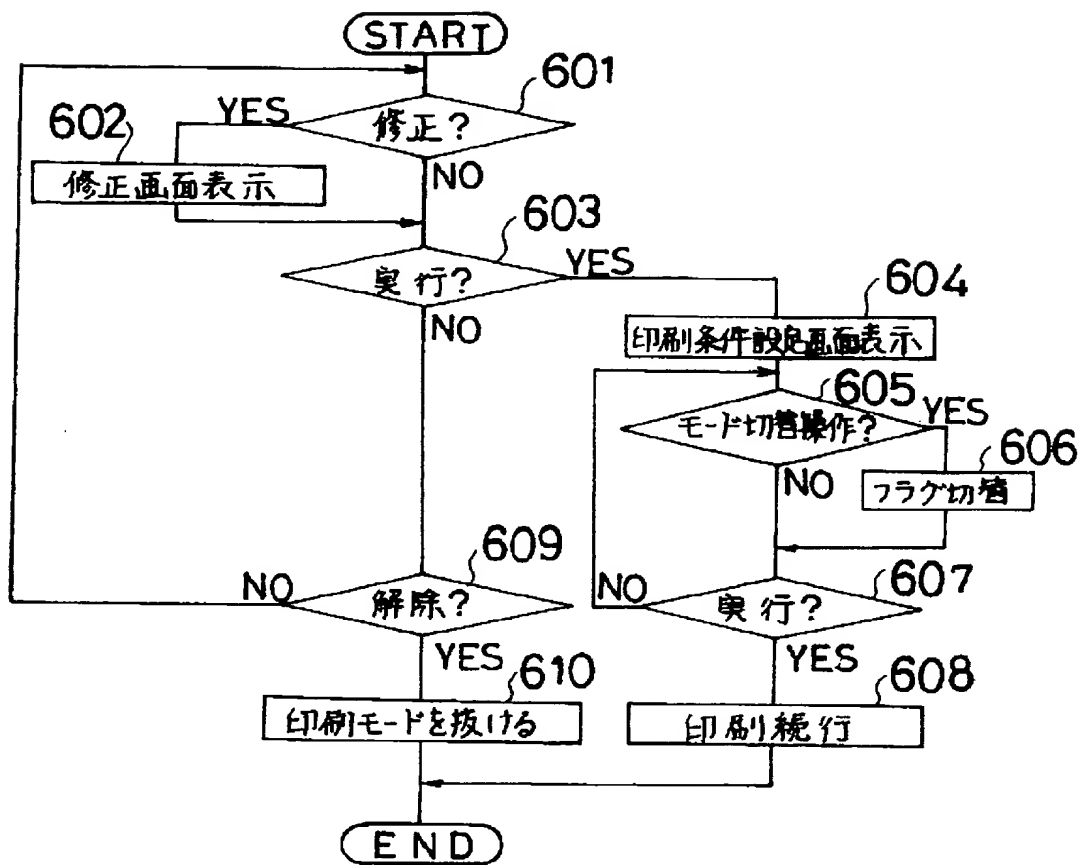 START
601
修正?
YES
NO
602
修正画面表示
603
実行?
YES
NO
604
印刷条件設定画面表示
605
モード切替操作?
YES
NO
606
フラグ切替
607
実行?
NO
YES
608
印刷続行
609
解除?
NO
YES
610
印刷モードを抜ける
END